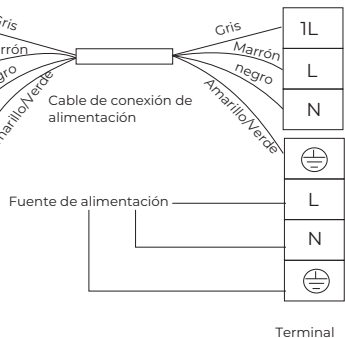 Gris
Marrón
negro
Amarillo/Verde
Gris
Marrón
negro
Amarillo/Verde
1L
L
N
Cable de conexión de
alimentación
Fuente de alimentación
L
N
Terminal